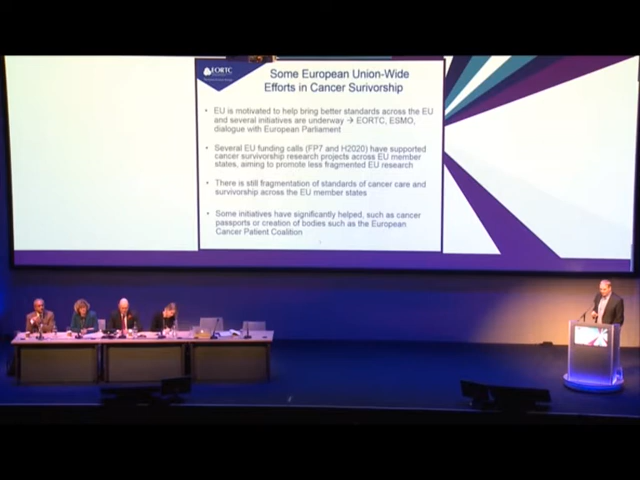 EORTC
Some European Union-Wide
Efforts in Cancer Surivorship
• EU is motivated to help bring better standards across the EU
and several initiatives are underway → EORTC, ESMO,
dialogue with European Parliament
• Several EU funding calls (FP7 and H2020) have supported
cancer survivorship research projects across EU member
states, aiming to promote less fragmented EU research
• There is still fragmentation of standards of cancer care and
survivorship across the EU member states
• Some initiatives have significantly helped, such as cancer
passports or creation of bodies such as the European
Cancer Patient Coalition